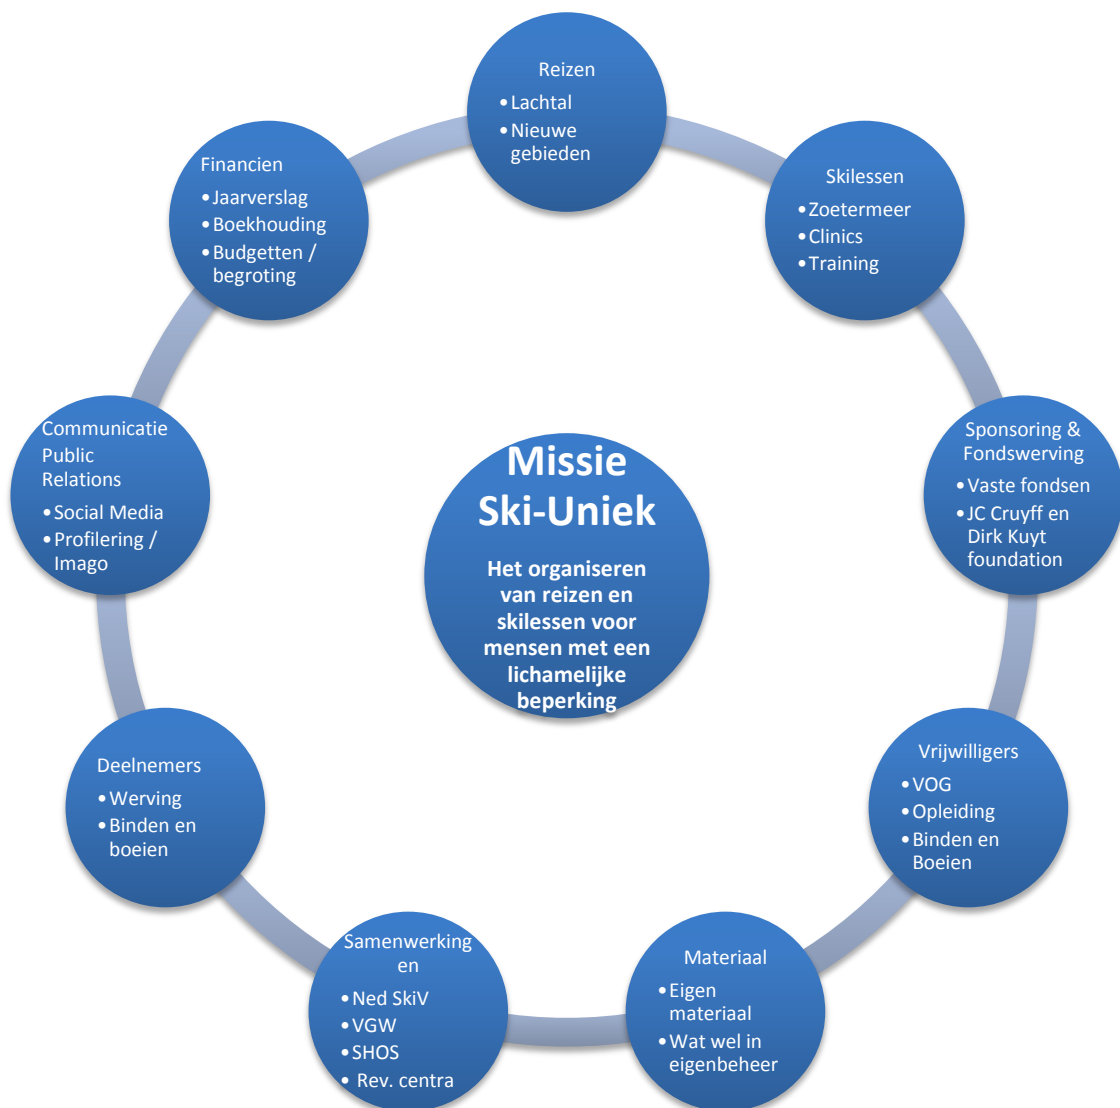 Reizen
• Lachtal
• Nieuwe
gebieden
Skilessen
• Zoetermeer
• Clinics
• Training
Sponsoring &
Fondswerving
• Vaste fondsen
• JC Cruyff en
Dirk Kuyt
foundation
Vrijwilligers
• VOG
• Opleiding
• Binden en
Boeien
Materiaal
• Eigen
materiaal
• Wat wel in
eigenbeheer
Samenwerking
en
• Ned SkiV
• VGW
• SHOS
• Rev. centra
Deelnemers
• Werving
• Binden en
boeien
Communicatie
Public
Relations
• Social Media
• Profilering /
Imago
Financien
• Jaarverslag
• Boekhouding
• Budgetten /
begroting
Missie
Ski-Uniek
Het organiseren
van reizen en
skilessen voor
mensen met een
lichamelijke
beperking